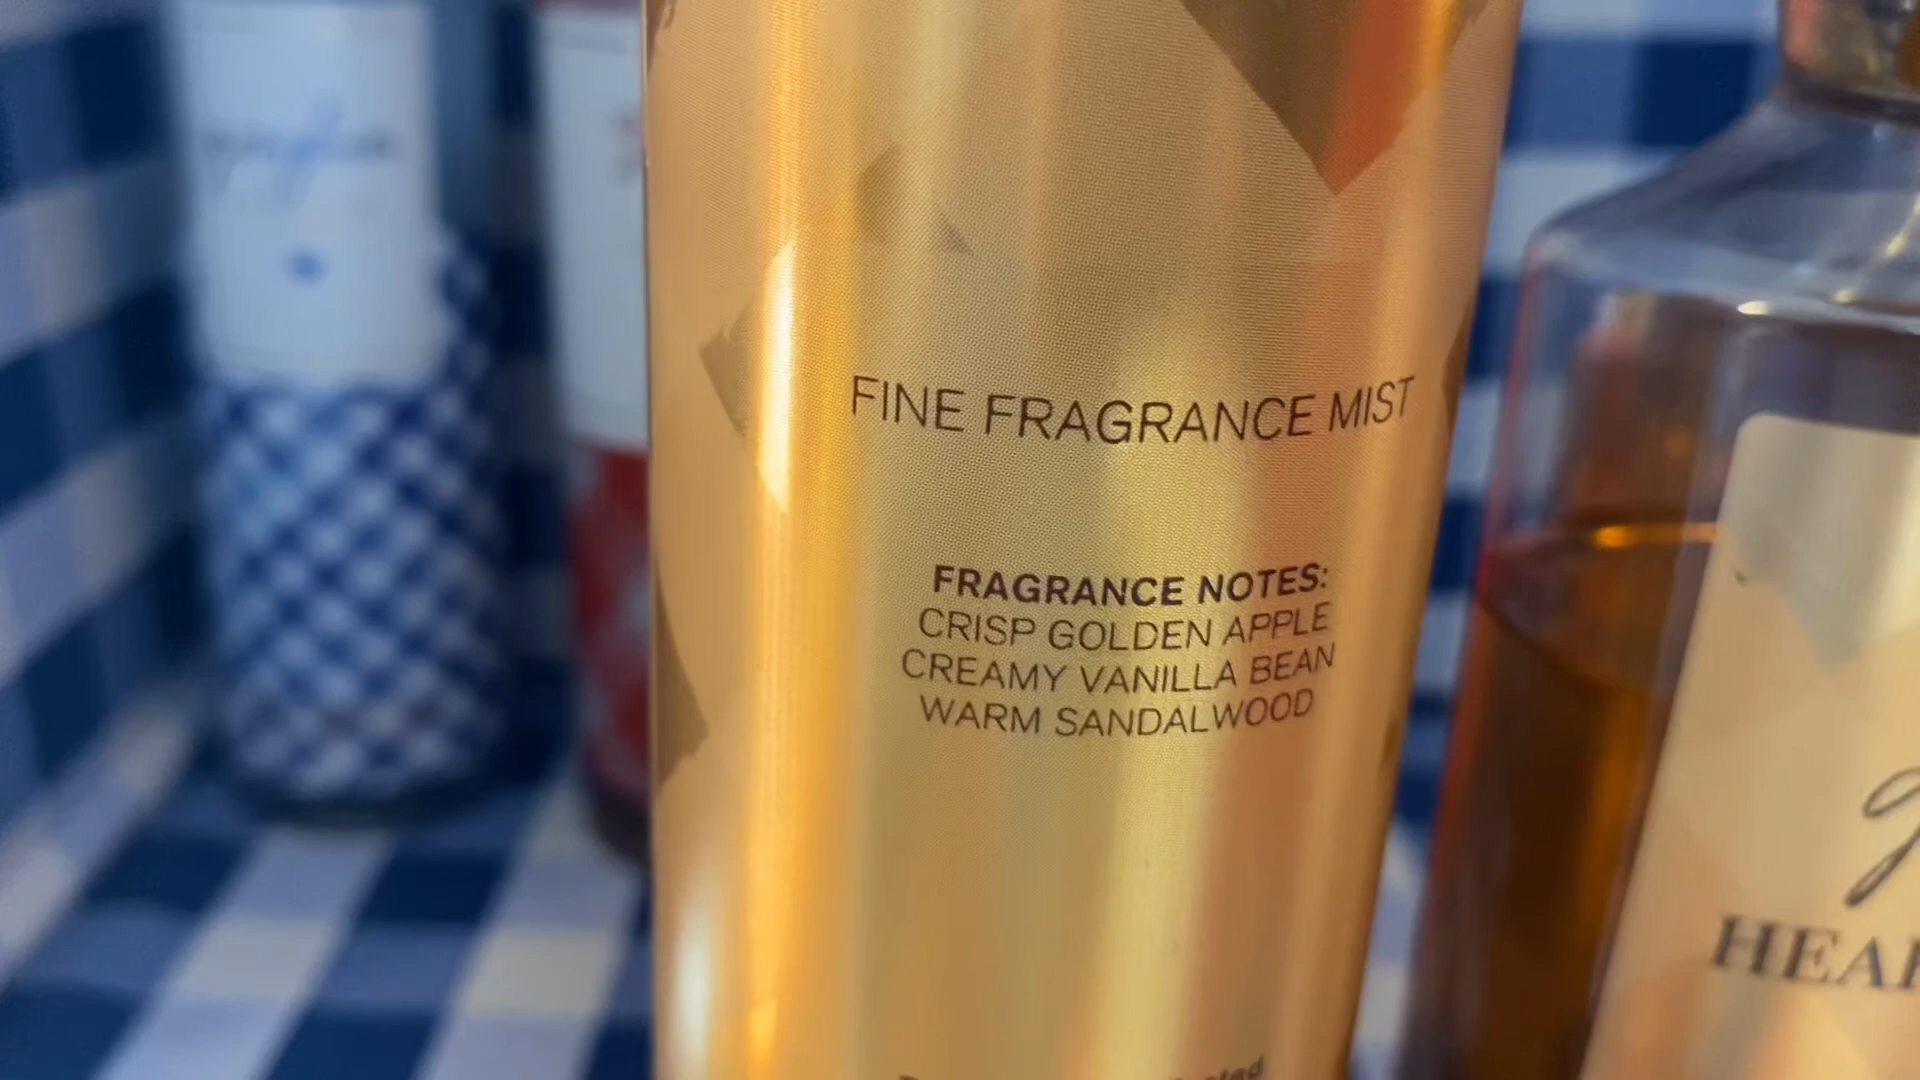 FINE FRAGRANCE MIST
FRAGRANCE NOTES:
CRISP GOLDEN APPLE
CREAMY VANILLA BEAN
WARM SANDALWOOD